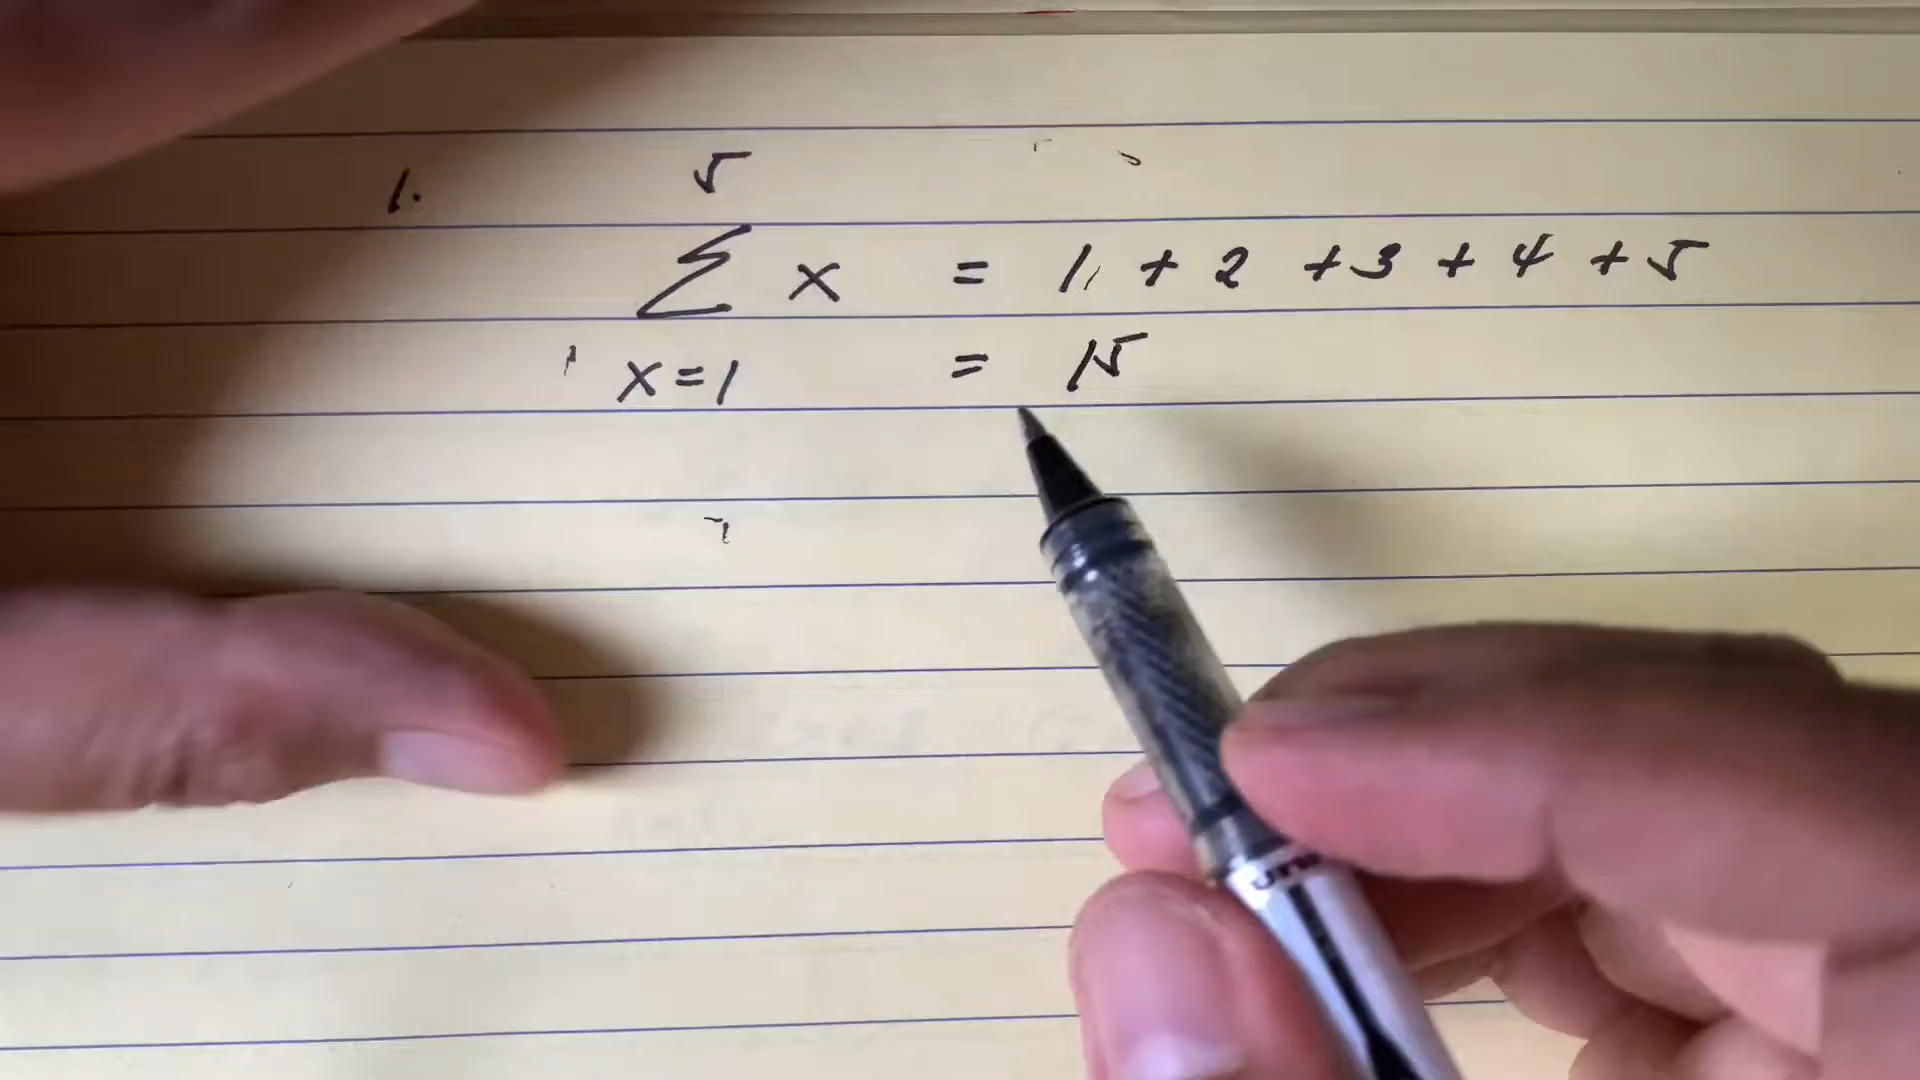 1.
5
∑ x = 1 + 2 + 3 + 4 + 5
x = 1 = 15